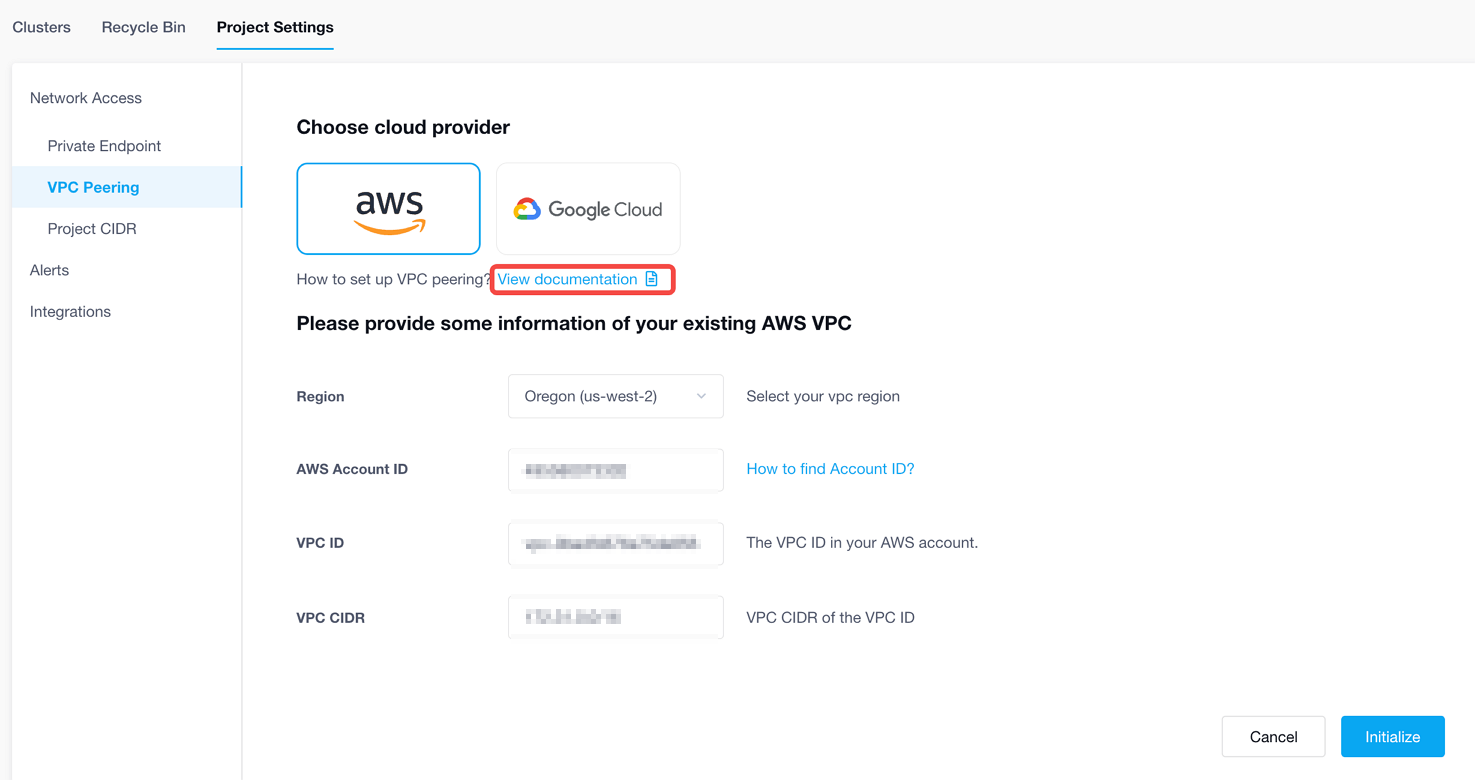 Clusters Recycle Bin Project Settings
Network Access
Private Endpoint
VPC Peering
Project CIDR
Alerts
Integrations
Choose cloud provider
aws
Google Cloud
How to set up VPC peering? View documentation
Please provide some information of your existing AWS VPC
Region Oregon (us-west-2) Select your vpc region
AWS Account ID How to find Account ID?
VPC ID The VPC ID in your AWS account.
VPC CIDR VPC CIDR of the VPC ID
Cancel Initialize